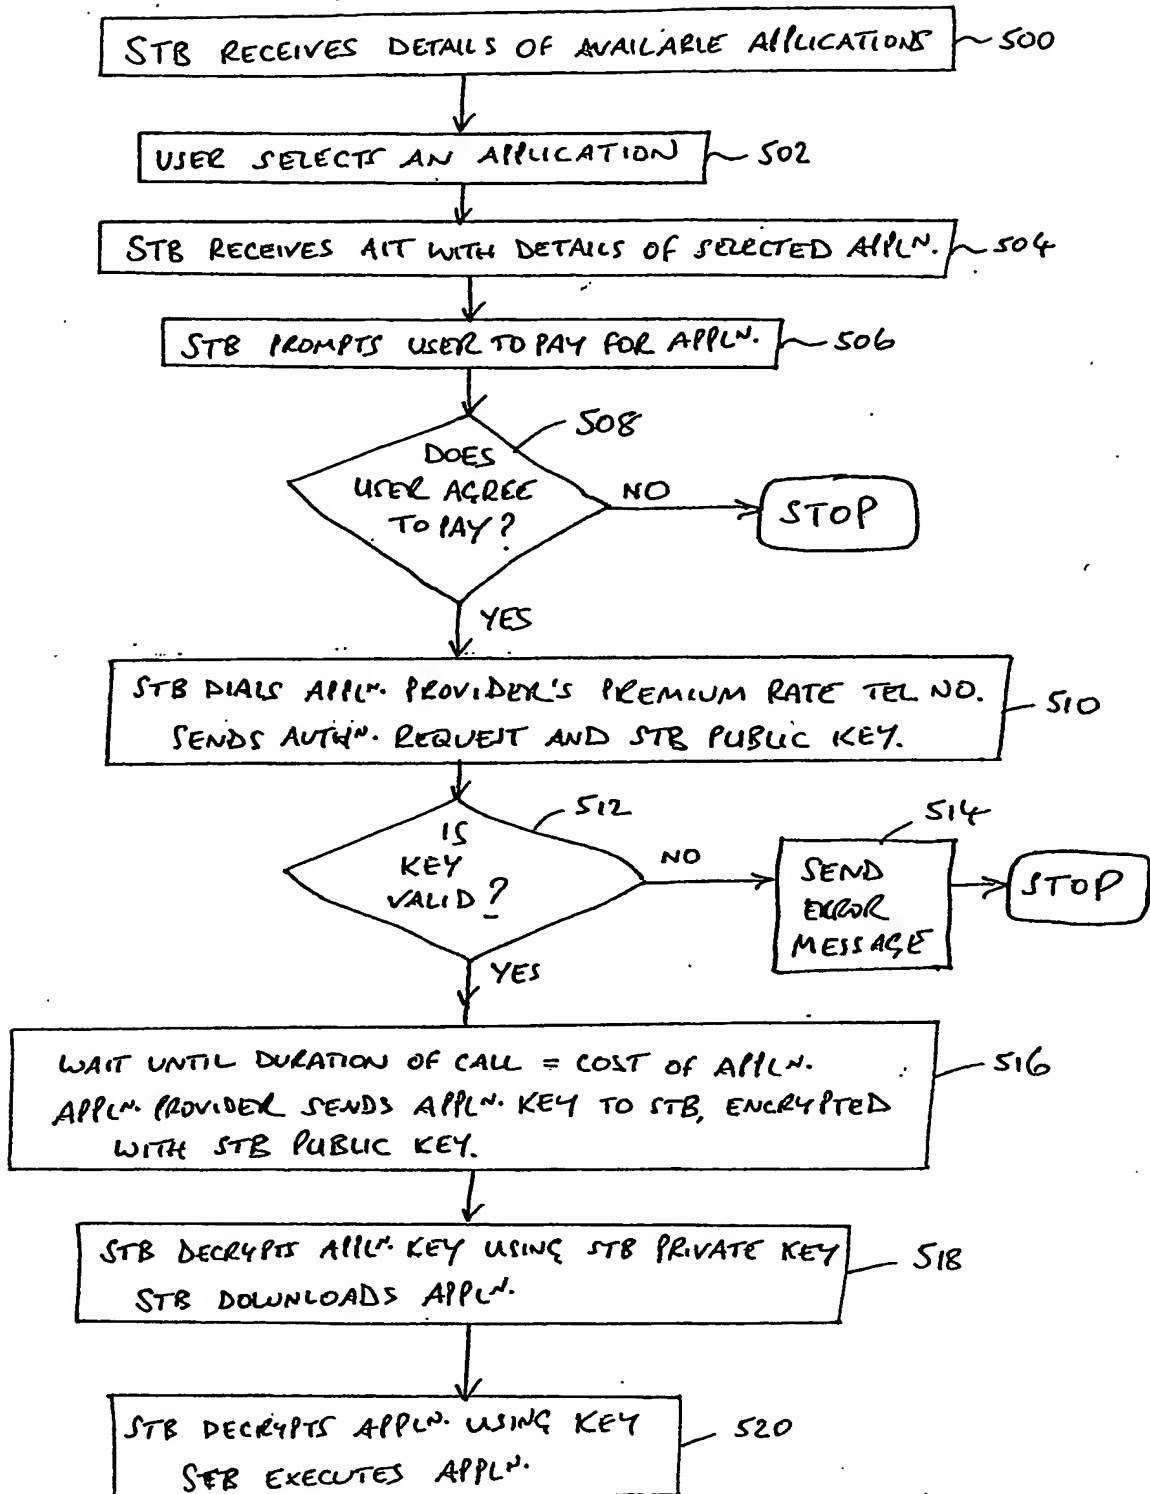 STB RECEIVES DETAILS OF AVAILABLE APPLICATIONS 500
USER SELECTS AN APPLICATION 502
STB RECEIVES AIT WITH DETAILS OF SELECTED APPLN. 504
STB PROMPTS USER TO PAY FOR APPLN. 506
508
DOES
USER AGREE
TO PAY?
NO
STOP
YES
STB DIALS APPLN. PROVIDER'S PREMIUM RATE TEL NO.
SENDS AUTHN. REQUEST AND STB PUBLIC KEY.
510
512
IS
KEY
VALID?
NO
514
SEND
ERROR
MESSAGE
STOP
YES
WAIT UNTIL DURATION OF CALL = COST OF APPLN.
APPLN. PROVIDER SENDS APPLN. KEY TO STB, ENCRYPTED
WITH STB PUBLIC KEY.
516
STB DECRYPTS APPLN. KEY USING STB PRIVATE KEY
STB DOWNLOADS APPLN.
518
STB DECRYPTS APPLN. USING KEY
STB EXECUTES APPLN.
520